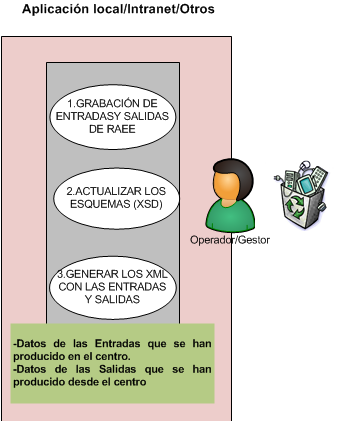 Aplicación local/Intranet/Otros
1.GRABACIÓN DE
ENTRADASY SALIDAS
DE RAEE
2.ACTUALIZAR LOS
ESQUEMAS (XSD)
Operador/Gestor
3.GENERAR LOS XML
CON LAS ENTRADAS
Y SALIDAS
-Datos de las Entradas que se han
producido en el centro.
-Datos de las Salidas que se han
producido desde el centro